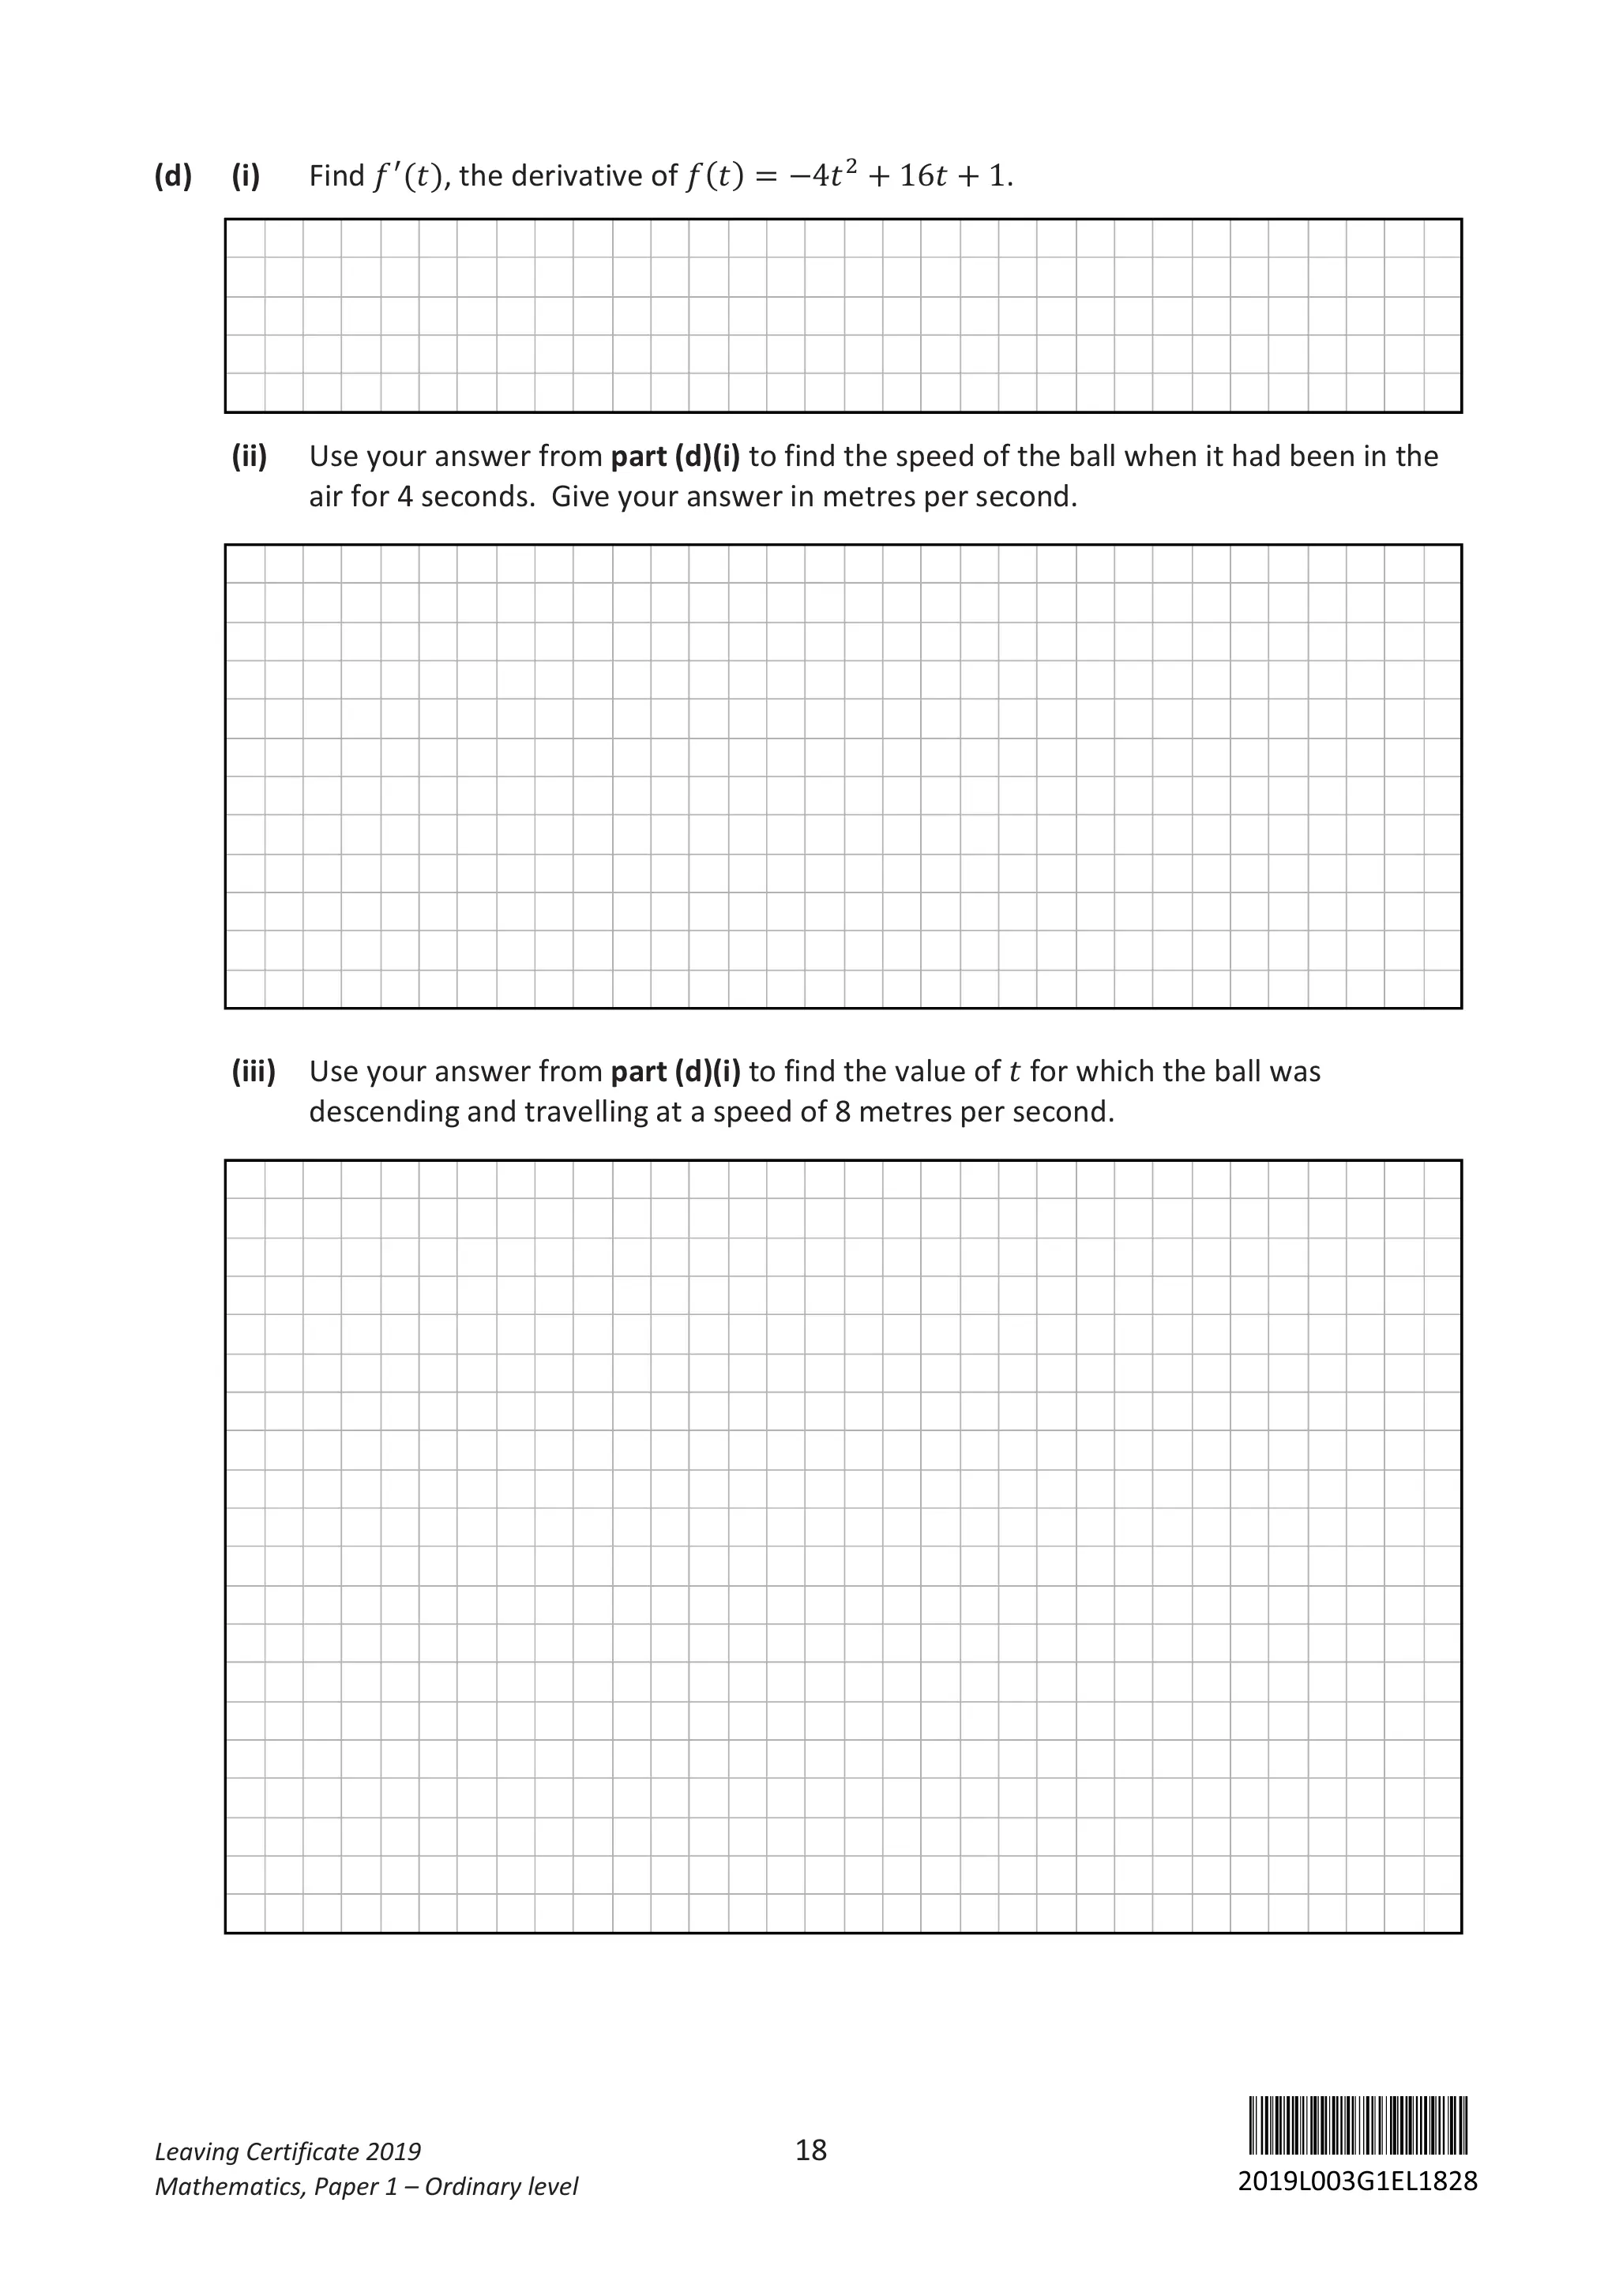 (d) (i) Find f′(t), the derivative of f(t) = −4t² + 16t + 1.
(ii) Use your answer from part (d)(i) to find the speed of the ball when it had been in the
air for 4 seconds. Give your answer in metres per second.
(iii) Use your answer from part (d)(i) to find the value of t for which the ball was
descending and travelling at a speed of 8 metres per second.
Leaving Certificate 2019
Mathematics, Paper 1 – Ordinary level
18
2019L003G1EL1828